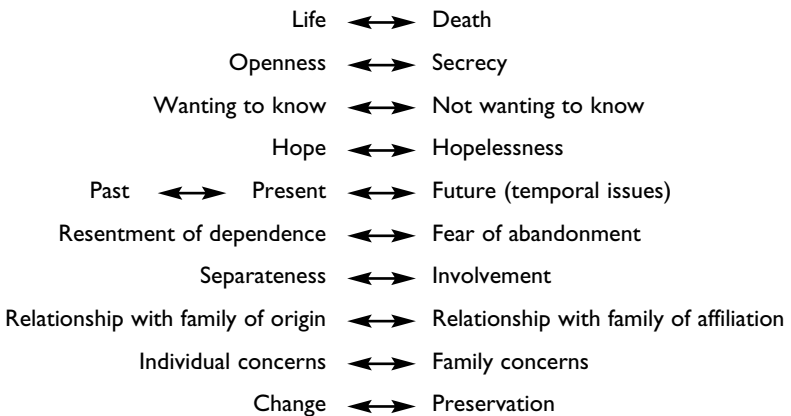 Life ↔ Death
Openness ↔ Secrecy
Wanting to know ↔ Not wanting to know
Hope ↔ Hopelessness
Past ↔ Present ↔ Future (temporal issues)
Resentment of dependence ↔ Fear of abandonment
Separateness ↔ Involvement
Relationship with family of origin ↔ Relationship with family of affiliation
Individual concerns ↔ Family concerns
Change ↔ Preservation